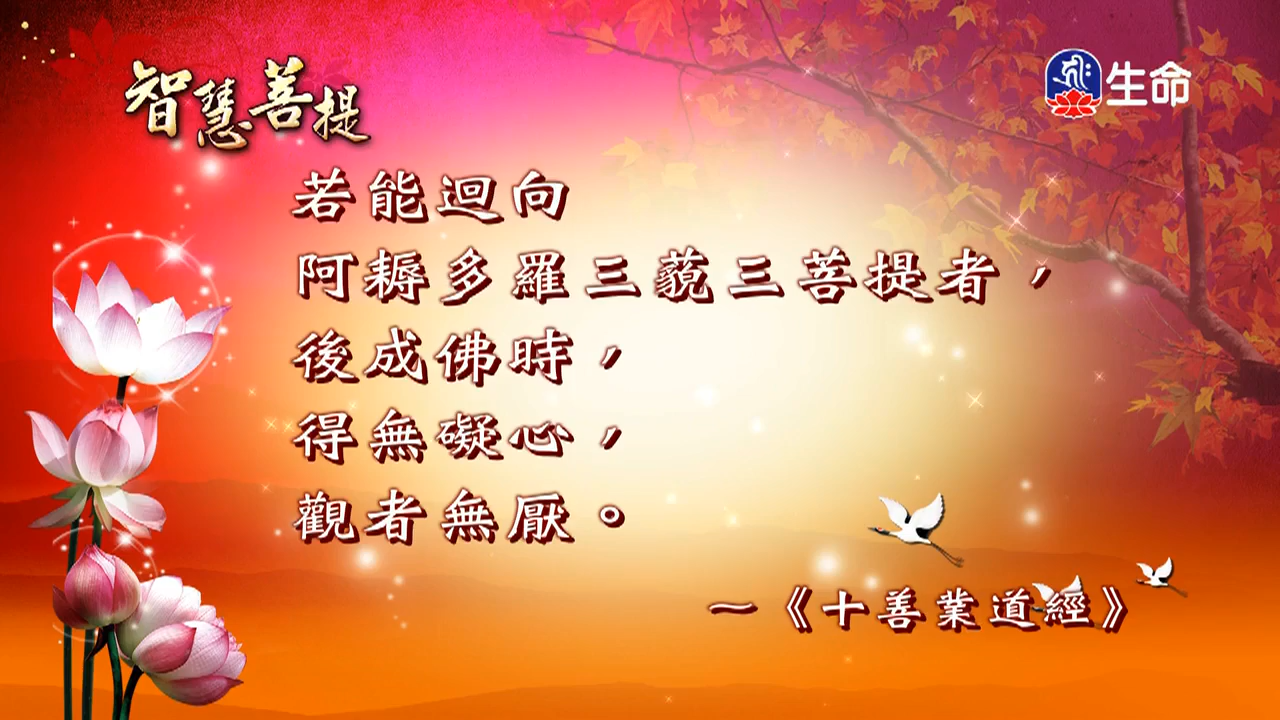 智慧菩提
生命
若能迴向
阿耨多羅三藐三菩提者，
後成佛時，
得無礙心，
觀者無厭。
—《十善業道經》